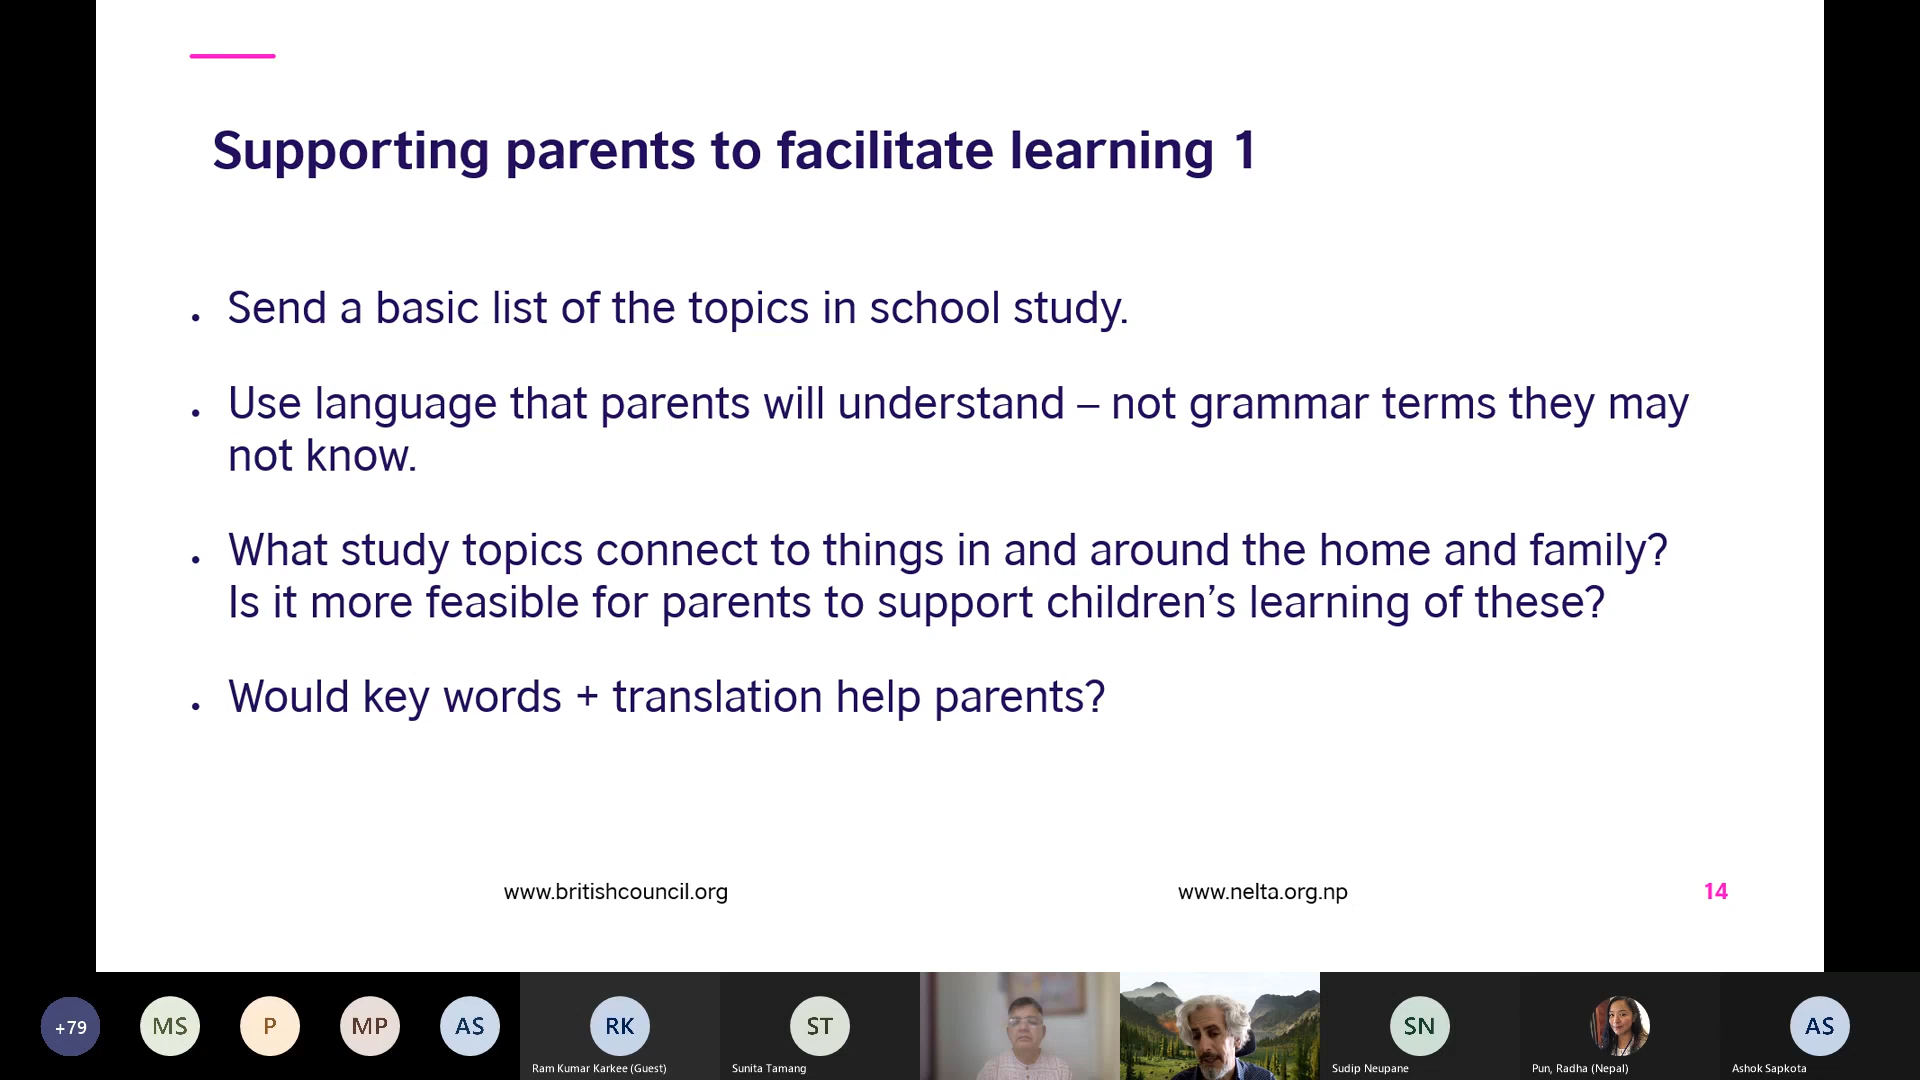 Supporting parents to facilitate learning 1
. Send a basic list of the topics in school study.
. Use language that parents will understand – not grammar terms they may
not know.
. What study topics connect to things in and around the home and family?
Is it more feasible for parents to support children’s learning of these?
. Would key words + translation help parents?
www.britishcouncil.org
www.nelta.org.np
14
+79
MS
P
MP
AS
RK
ST
SN
AS
Ram Kumar Karkee (Guest)
Sunita Tamang
Sudip Neupane
Pun, Radha (Nepal)
Ashok Sapkota